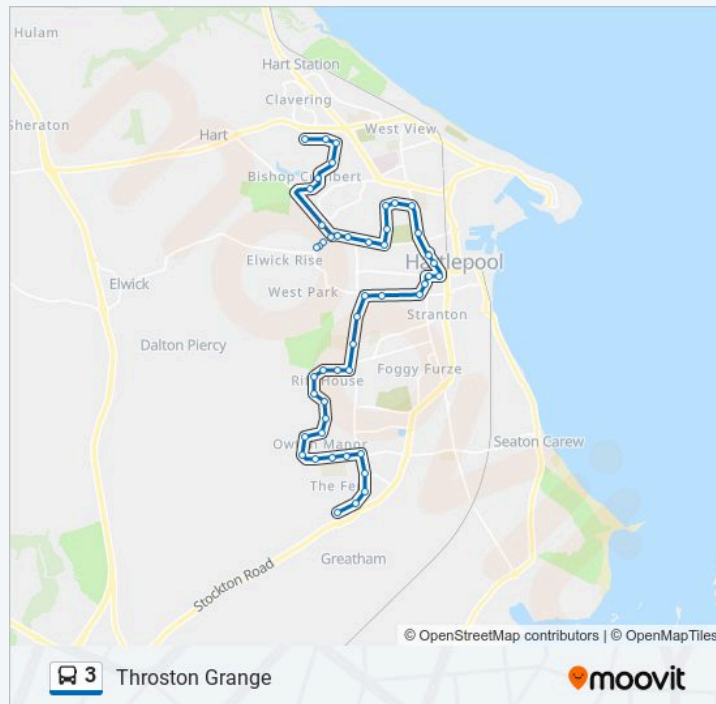 Hulam
Hart Station
Clavering
Sheraton
Hart
West View
Bishop Cuthbert
Elwick Rise
Hartlepool
Elwick
West Park
Stranton
Dalton Piercy
Foggy Furze
Rift House
Owton Manor
Seaton Carew
The Fe
Greatham
Stockton Road
© OpenStreetMap contributors | © OpenMapTiles
3 Throston Grange
moovit